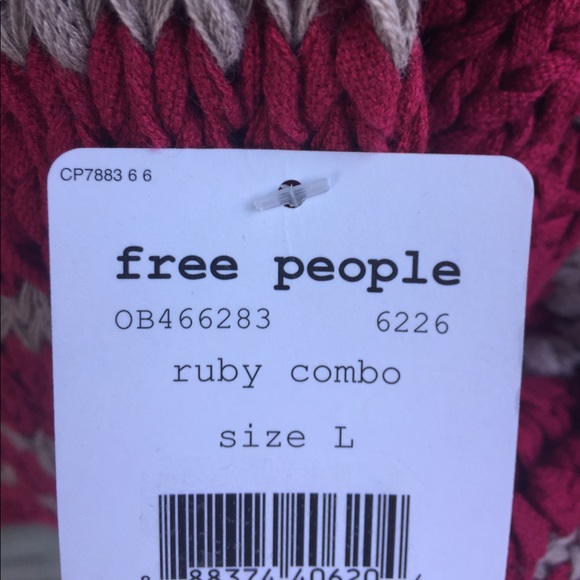 CP7883 6 6
free people
OB466283 6226
ruby combo
size L
88374 40620